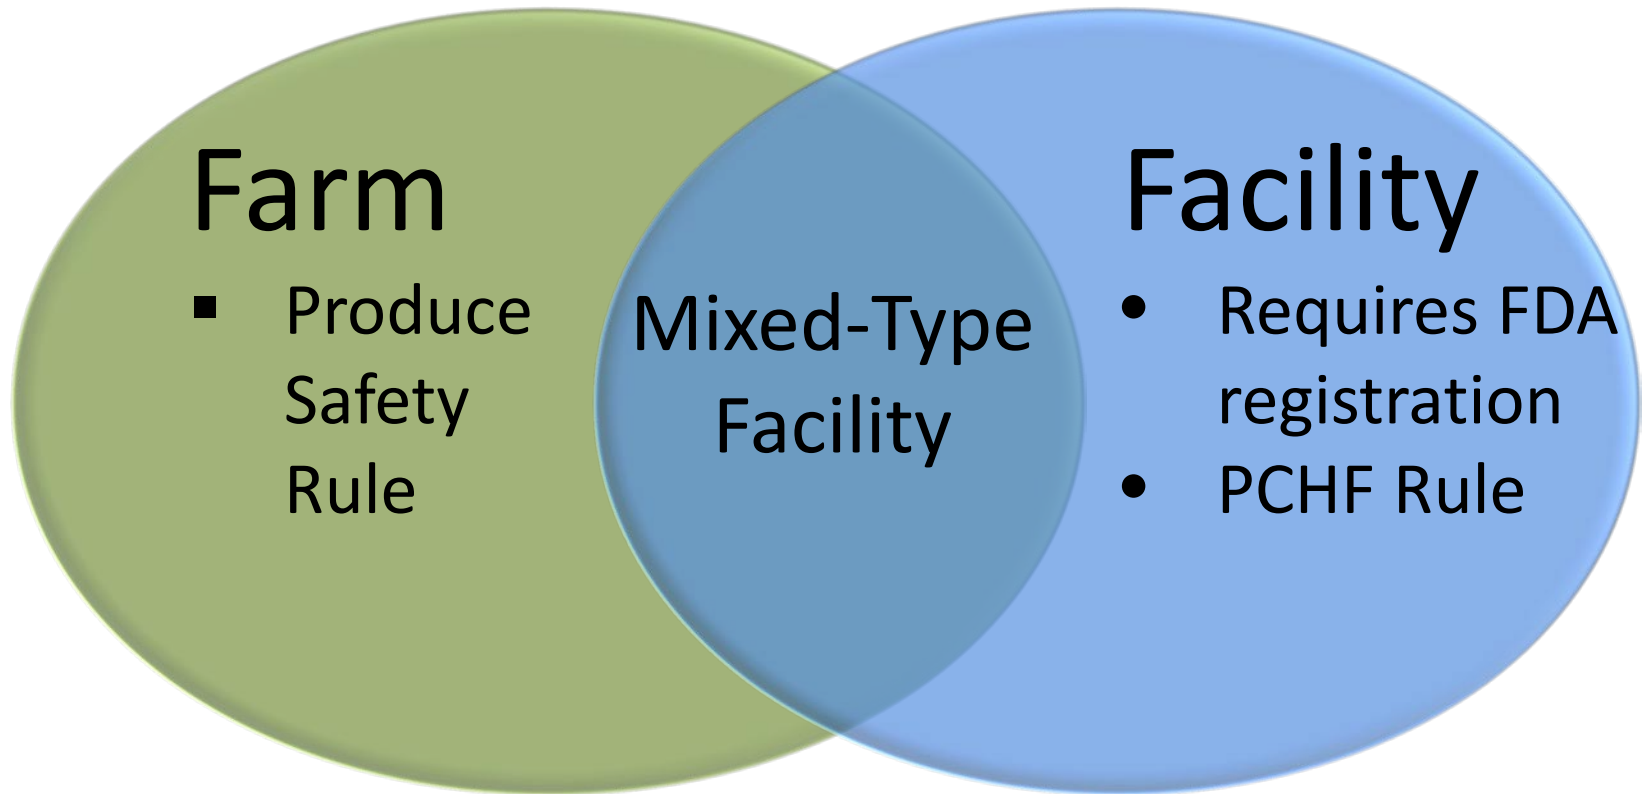 Farm
▪ Produce
Safety
Rule
Mixed-Type
Facility
Facility
• Requires FDA
registration
• PCHF Rule